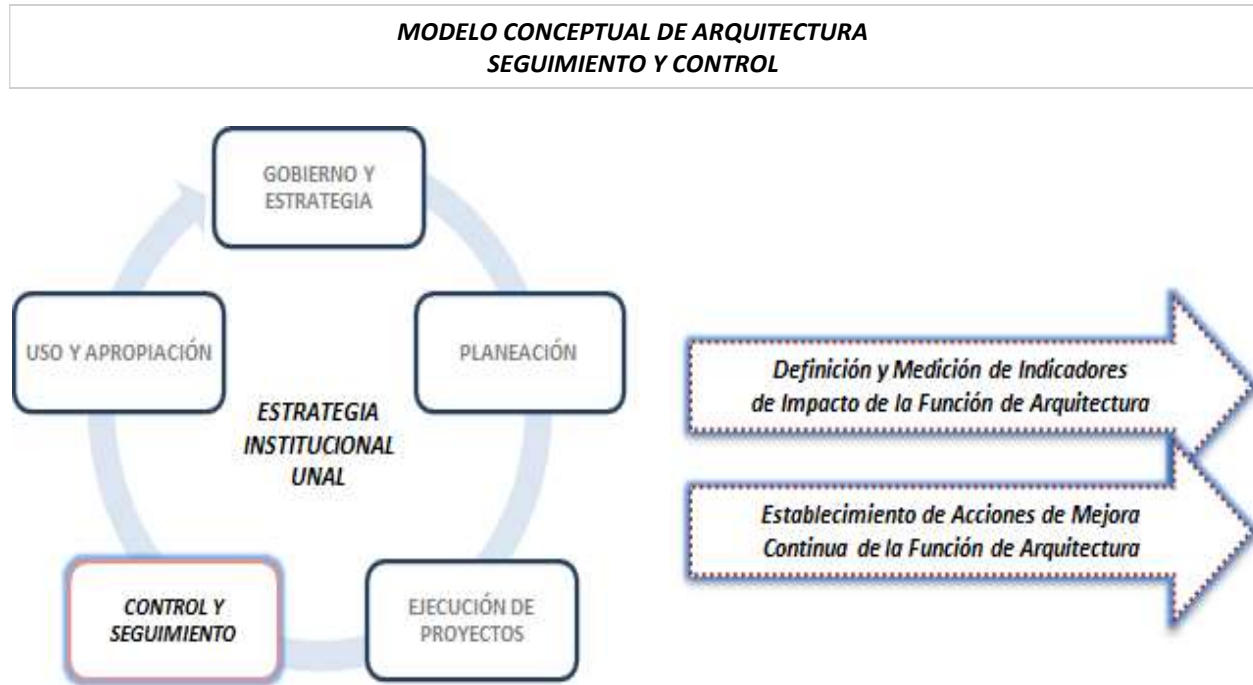 MODELO CONCEPTUAL DE ARQUITECTURA
SEGUIMIENTO Y CONTROL
GOBIERNO Y
ESTRATEGIA
USO Y APROPIACIÓN
PLANEACIÓN
ESTRATEGIA
INSTITUCIONAL
UNAL
CONTROL Y
SEGUIMIENTO
EJECUCIÓN DE
PROYECTOS
Definición y Medición de Indicadores
de Impacto de la Función de Arquitectura
Establecimiento de Acciones de Mejora
Continua de la Función de Arquitectura